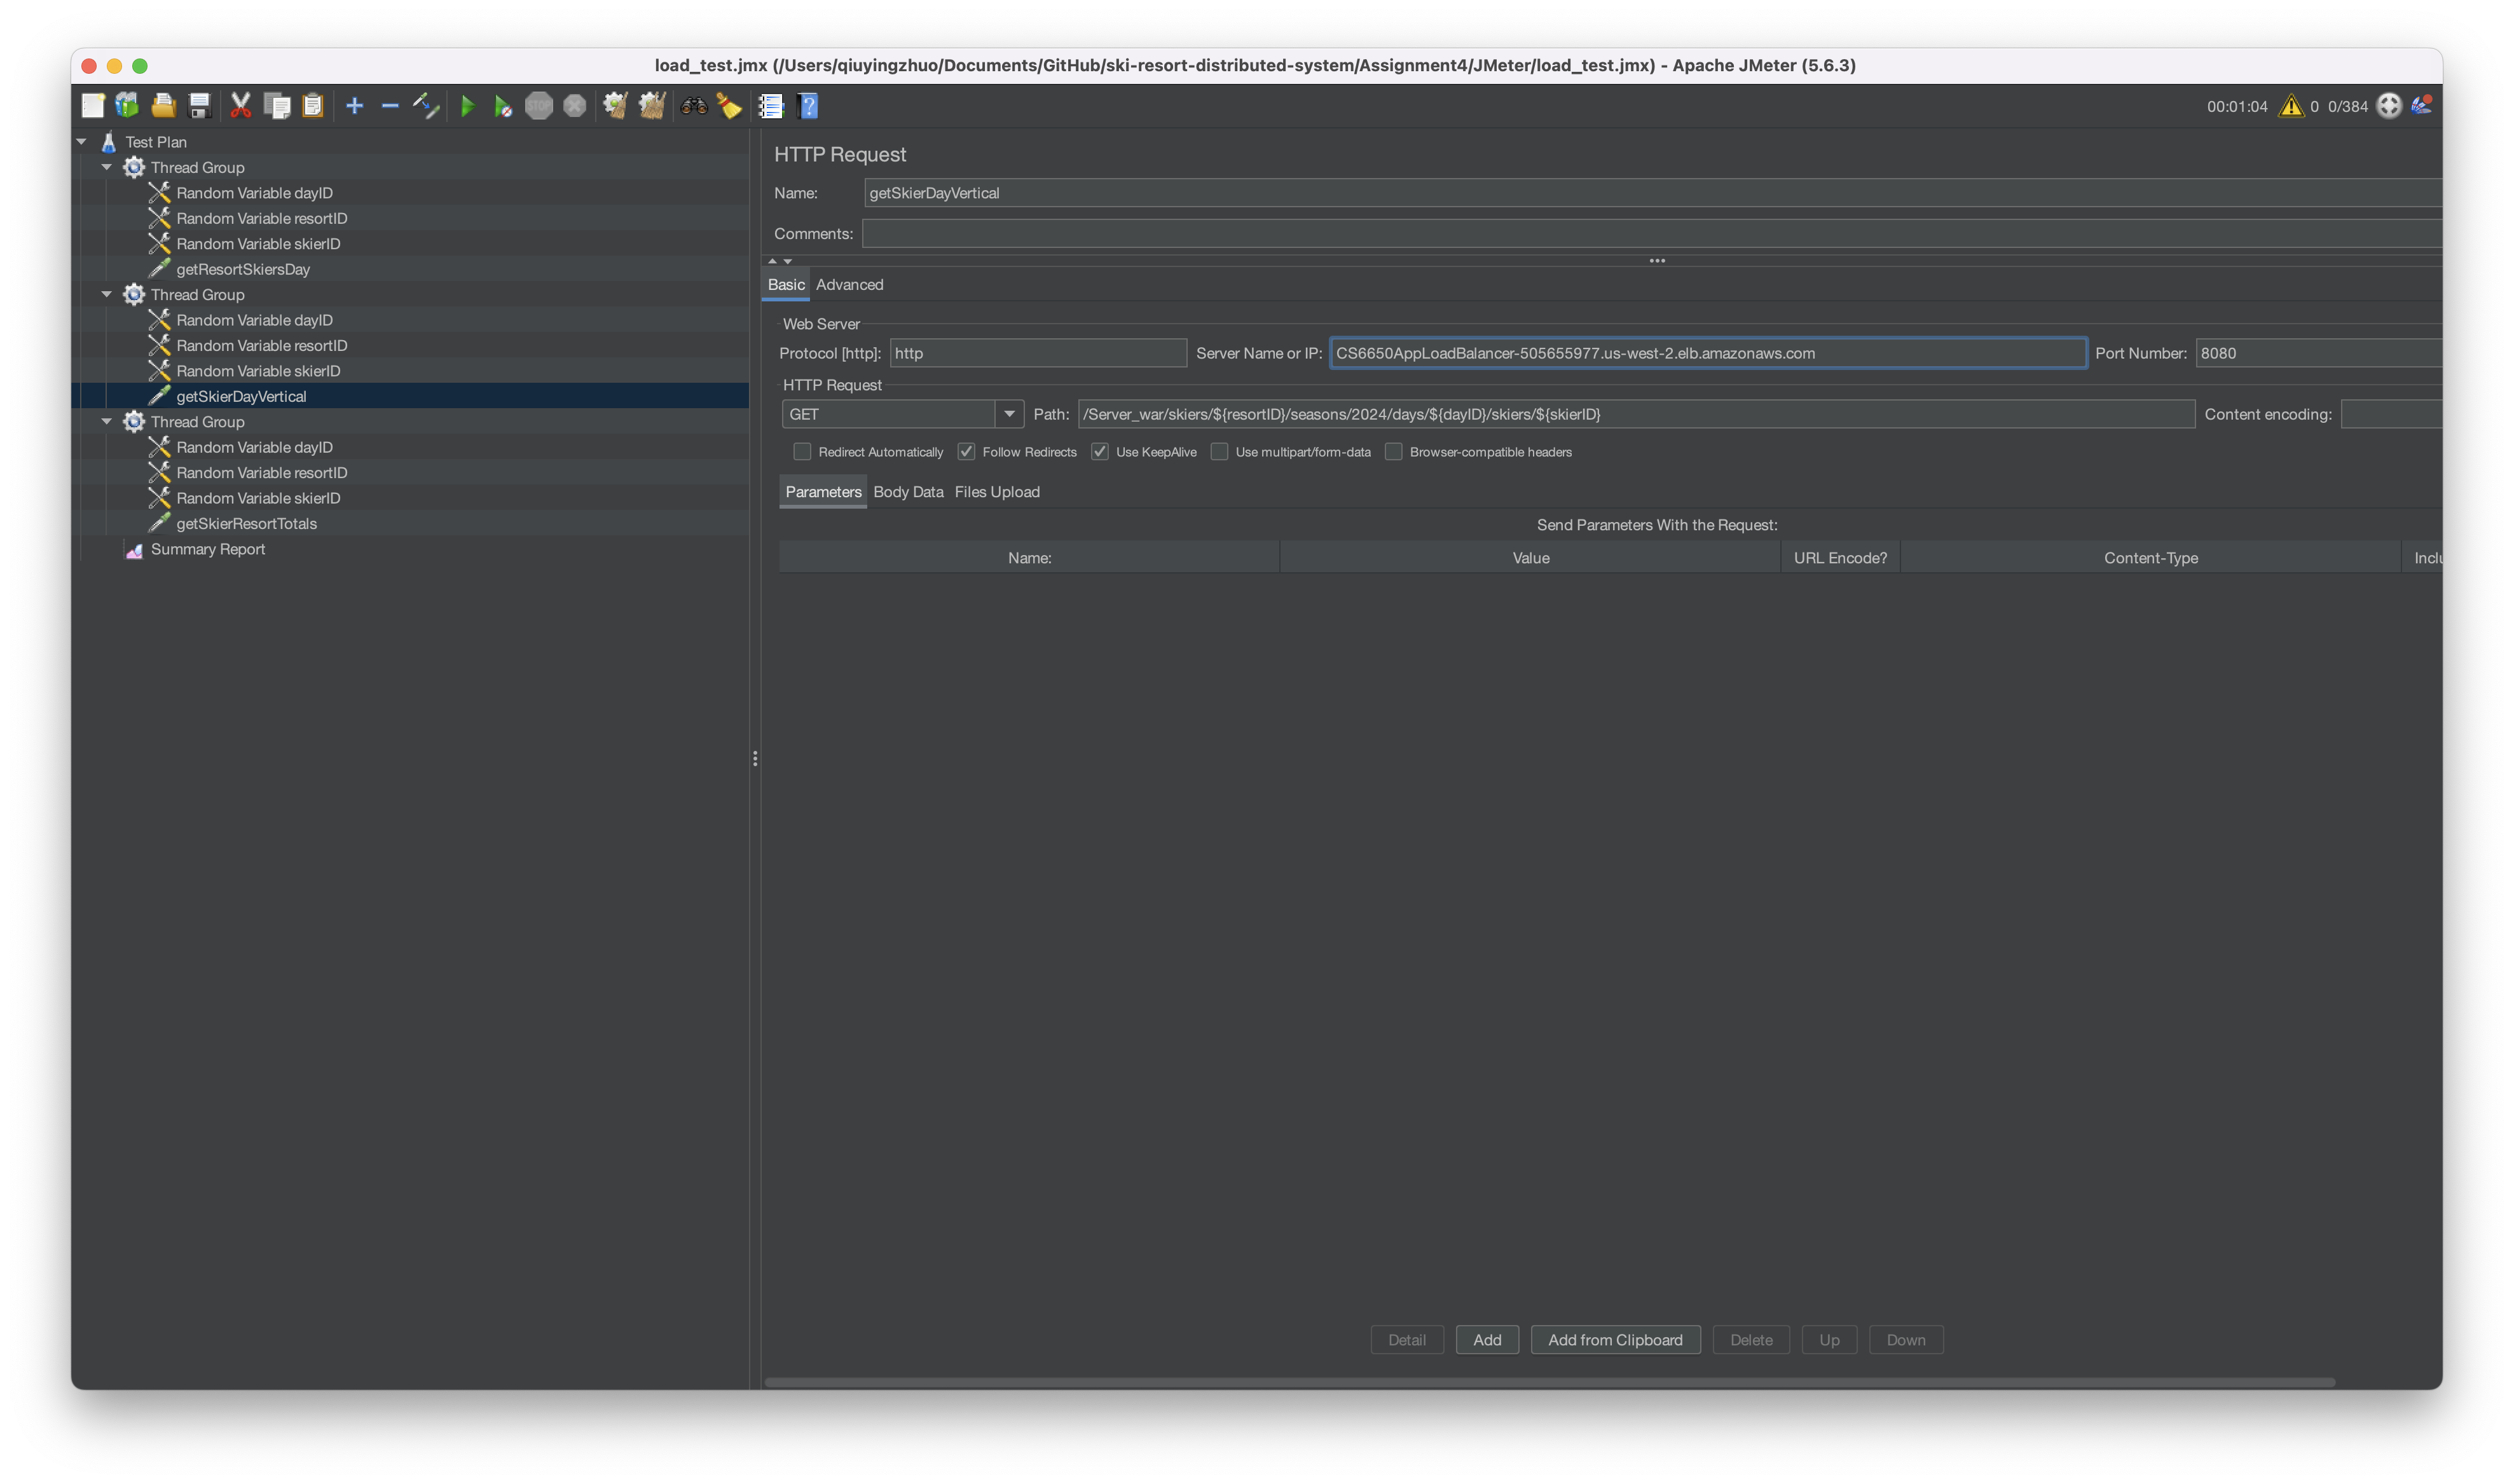 load_test.jmx (/Users/qiuyingzhuo/Documents/GitHub/ski-resort-distributed-system/Assignment4/JMeter/load_test.jmx) - Apache JMeter (5.6.3)
STOP
?
00:01:04 0 0/384
Test Plan
Thread Group
Random Variable dayID
Random Variable resortID
Random Variable skierID
getResortSkiersDay
Thread Group
Random Variable dayID
Random Variable resortID
Random Variable skierID
getSkierDayVertical
Thread Group
Random Variable dayID
Random Variable resortID
Random Variable skierID
getSkierResortTotals
Summary Report
HTTP Request
Name: getSkierDayVertical
Comments:
Basic Advanced
Web Server
Protocol [http]: http Server Name or IP: CS6650AppLoadBalancer-505655977.us-west-2.elb.amazonaws.com Port Number: 8080
HTTP Request
GET Path: /Server_war/skiers/${resortID}/seasons/2024/days/${dayID}/skiers/${skierID} Content encoding:
Redirect Automatically Follow Redirects Use KeepAlive Use multipart/form-data Browser-compatible headers
Parameters Body Data Files Upload
Send Parameters With the Request:
Name: Value URL Encode? Content-Type Inclu
Detail Add Add from Clipboard Delete Up Down